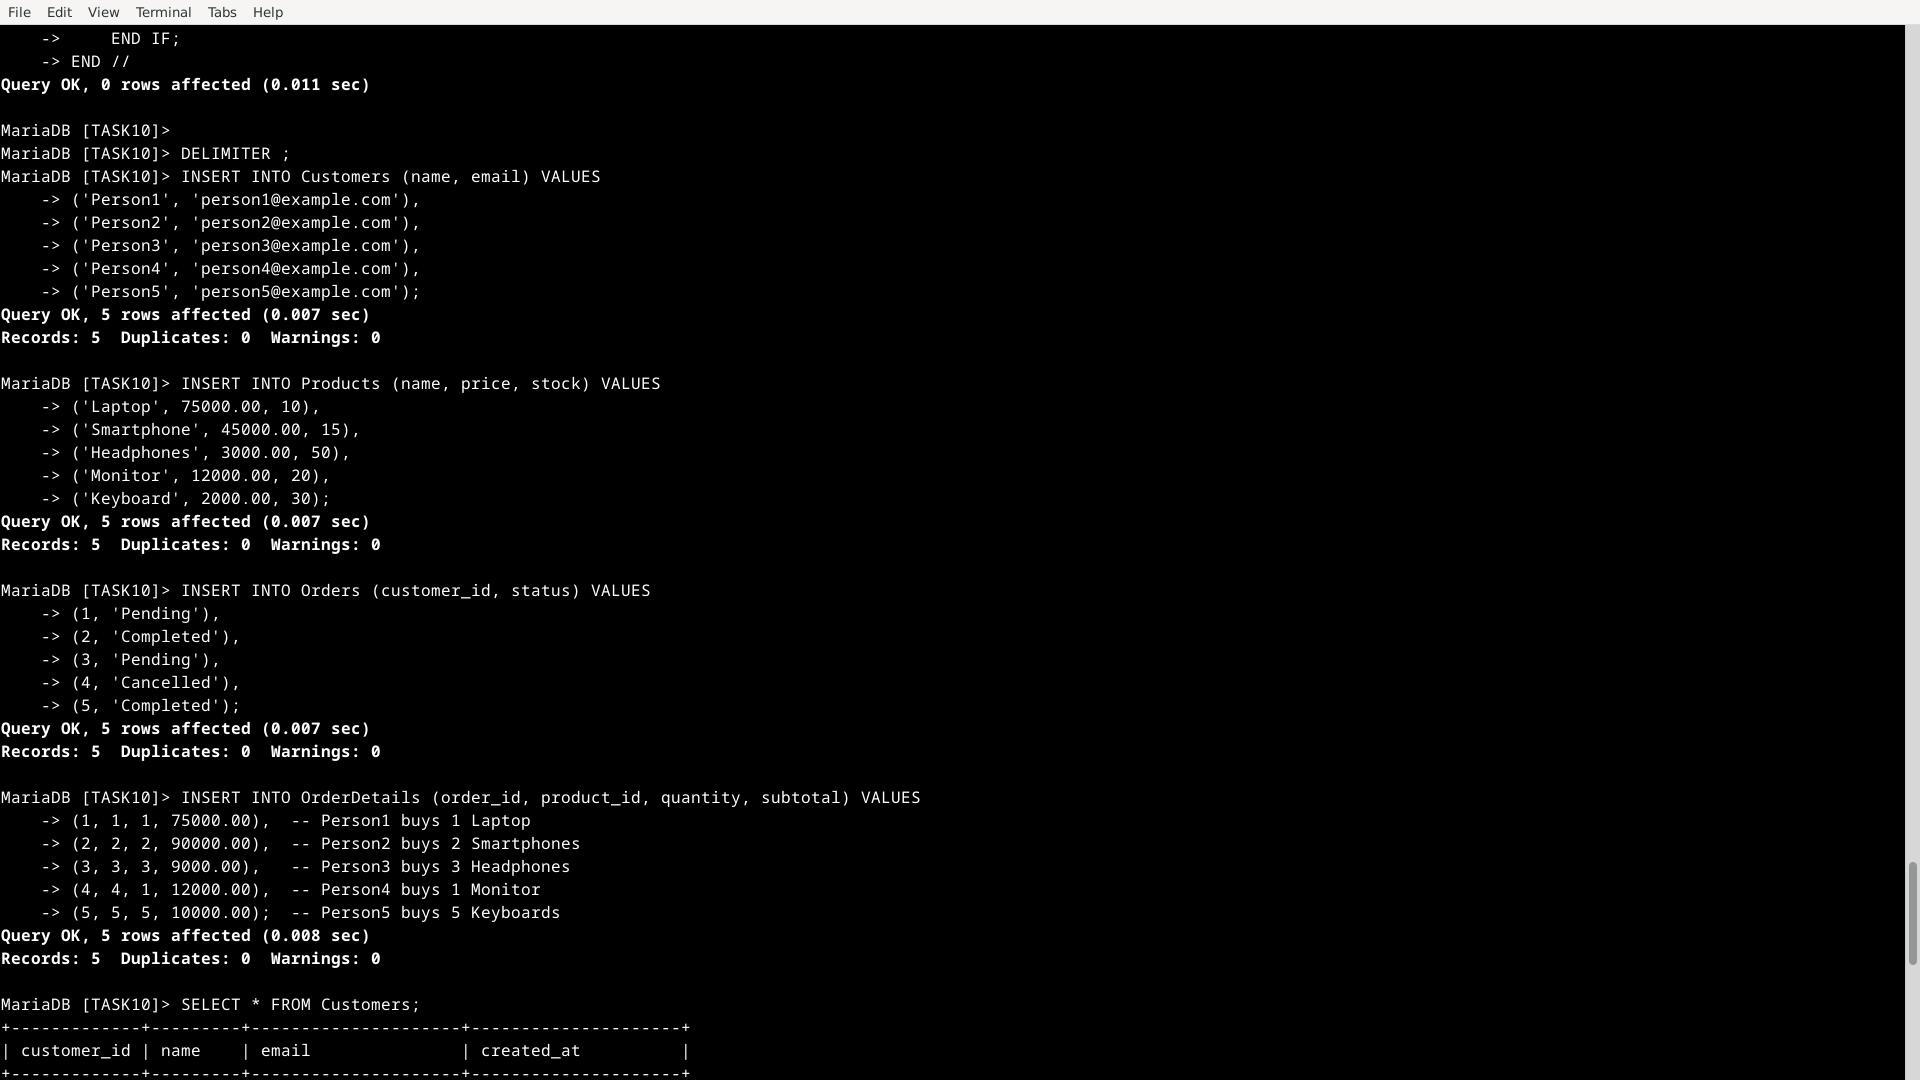 File Edit View Terminal Tabs Help
    ->     END IF;
    -> END //
Query OK, 0 rows affected (0.011 sec)

MariaDB [TASK10]>
MariaDB [TASK10]> DELIMITER ;
MariaDB [TASK10]> INSERT INTO Customers (name, email) VALUES
    -> ('Person1', 'person1@example.com'),
    -> ('Person2', 'person2@example.com'),
    -> ('Person3', 'person3@example.com'),
    -> ('Person4', 'person4@example.com'),
    -> ('Person5', 'person5@example.com');
Query OK, 5 rows affected (0.007 sec)
Records: 5  Duplicates: 0  Warnings: 0

MariaDB [TASK10]> INSERT INTO Products (name, price, stock) VALUES
    -> ('Laptop', 75000.00, 10),
    -> ('Smartphone', 45000.00, 15),
    -> ('Headphones', 3000.00, 50),
    -> ('Monitor', 12000.00, 20),
    -> ('Keyboard', 2000.00, 30);
Query OK, 5 rows affected (0.007 sec)
Records: 5  Duplicates: 0  Warnings: 0

MariaDB [TASK10]> INSERT INTO Orders (customer_id, status) VALUES
    -> (1, 'Pending'),
    -> (2, 'Completed'),
    -> (3, 'Pending'),
    -> (4, 'Cancelled'),
    -> (5, 'Completed');
Query OK, 5 rows affected (0.007 sec)
Records: 5  Duplicates: 0  Warnings: 0

MariaDB [TASK10]> INSERT INTO OrderDetails (order_id, product_id, quantity, subtotal) VALUES
    -> (1, 1, 1, 75000.00),  -- Person1 buys 1 Laptop
    -> (2, 2, 2, 90000.00),  -- Person2 buys 2 Smartphones
    -> (3, 3, 3, 9000.00),   -- Person3 buys 3 Headphones
    -> (4, 4, 1, 12000.00),  -- Person4 buys 1 Monitor
    -> (5, 5, 5, 10000.00);  -- Person5 buys 5 Keyboards
Query OK, 5 rows affected (0.008 sec)
Records: 5  Duplicates: 0  Warnings: 0

MariaDB [TASK10]> SELECT * FROM Customers;
+-------------+---------+---------------------+---------------------+
| customer_id | name    | email               | created_at          |
+-------------+---------+---------------------+---------------------+